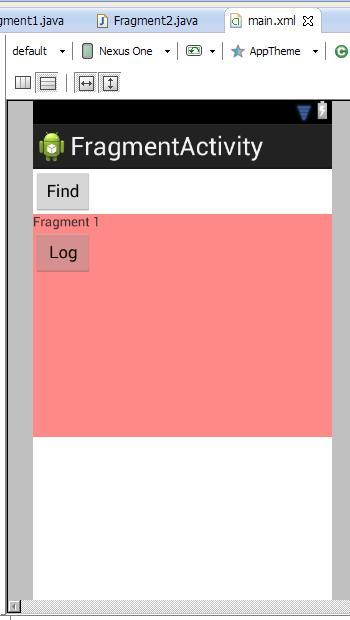 gment1.java Fragment2.java main.xml
default Nexus One AppTheme
FragmentActivity
Find
Fragment 1
Log